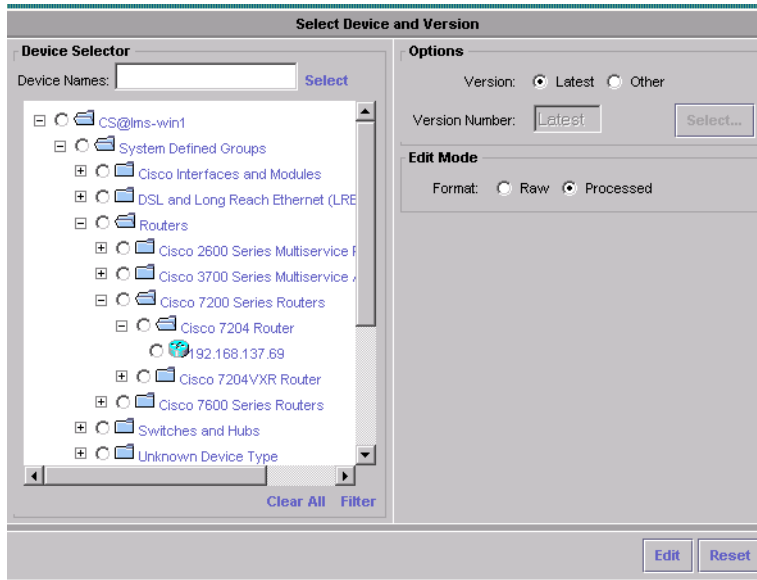 Select Device and Version
Device Selector
Device Names: Select
CS@lms-win1
System Defined Groups
Cisco Interfaces and Modules
DSL and Long Reach Ethernet (LRE
Routers
Cisco 2600 Series Multiservice
Cisco 3700 Series Multiservice
Cisco 7200 Series Routers
Cisco 7204 Router
192.168.137.69
Cisco 7204VXR Router
Cisco 7600 Series Routers
Switches and Hubs
Unknown Device Type
Clear All Filter
Options
Version: Latest Other
Version Number: Latest Select...
Edit Mode
Format: Raw Processed
Edit Reset